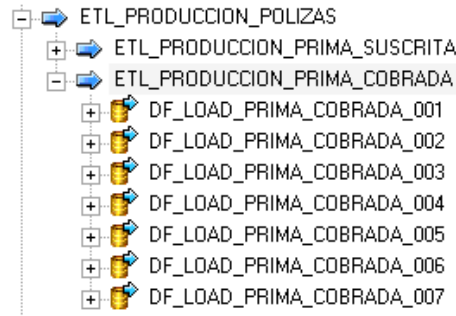 ETL_PRODUCCION_POLIZAS
ETL_PRODUCCION_PRIMA_SUSCRITA
ETL_PRODUCCION_PRIMA_COBRADA
DF_LOAD_PRIMA_COBRADA_001
DF_LOAD_PRIMA_COBRADA_002
DF_LOAD_PRIMA_COBRADA_003
DF_LOAD_PRIMA_COBRADA_004
DF_LOAD_PRIMA_COBRADA_005
DF_LOAD_PRIMA_COBRADA_006
DF_LOAD_PRIMA_COBRADA_007